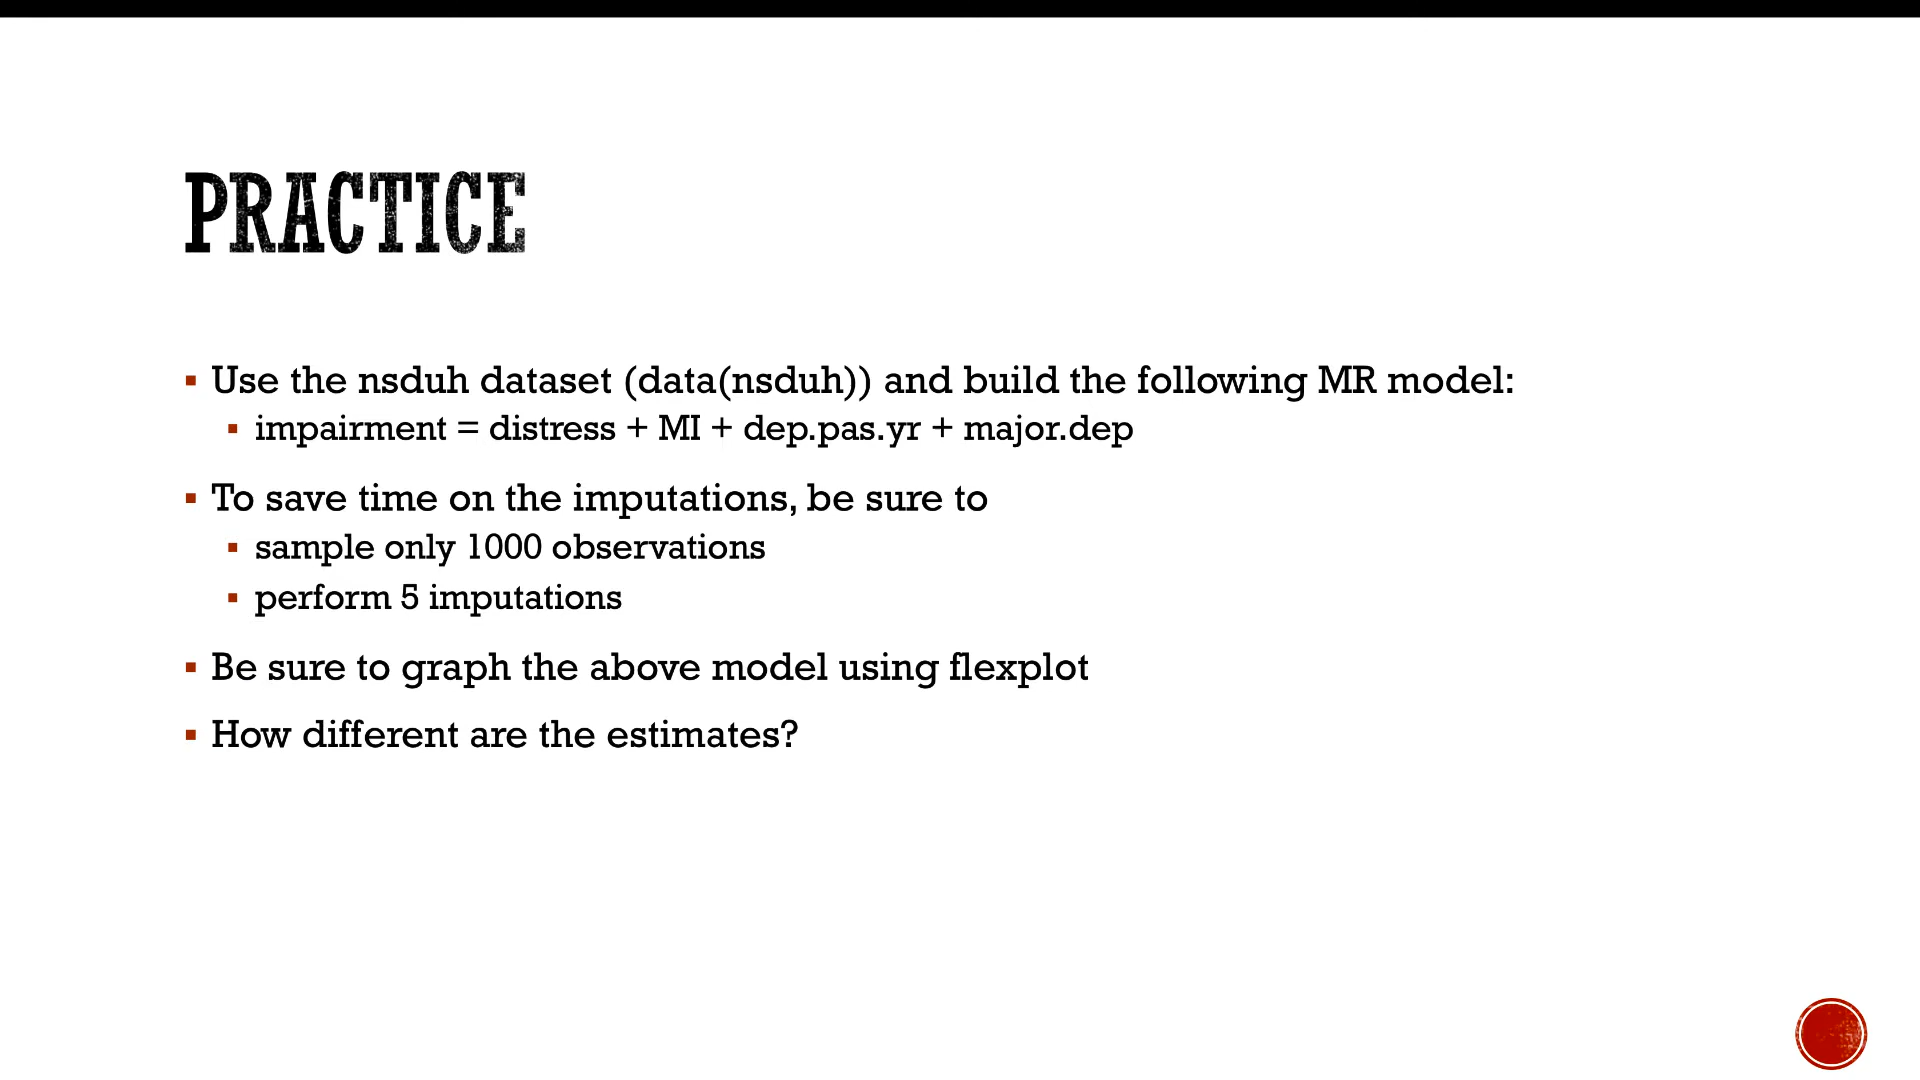 PRACTICE
▪ Use the nsduh dataset (data(nsduh)) and build the following MR model:
▪ impairment = distress + MI + dep.pas.yr + major.dep
▪ To save time on the imputations, be sure to
▪ sample only 1000 observations
▪ perform 5 imputations
▪ Be sure to graph the above model using flexplot
▪ How different are the estimates?